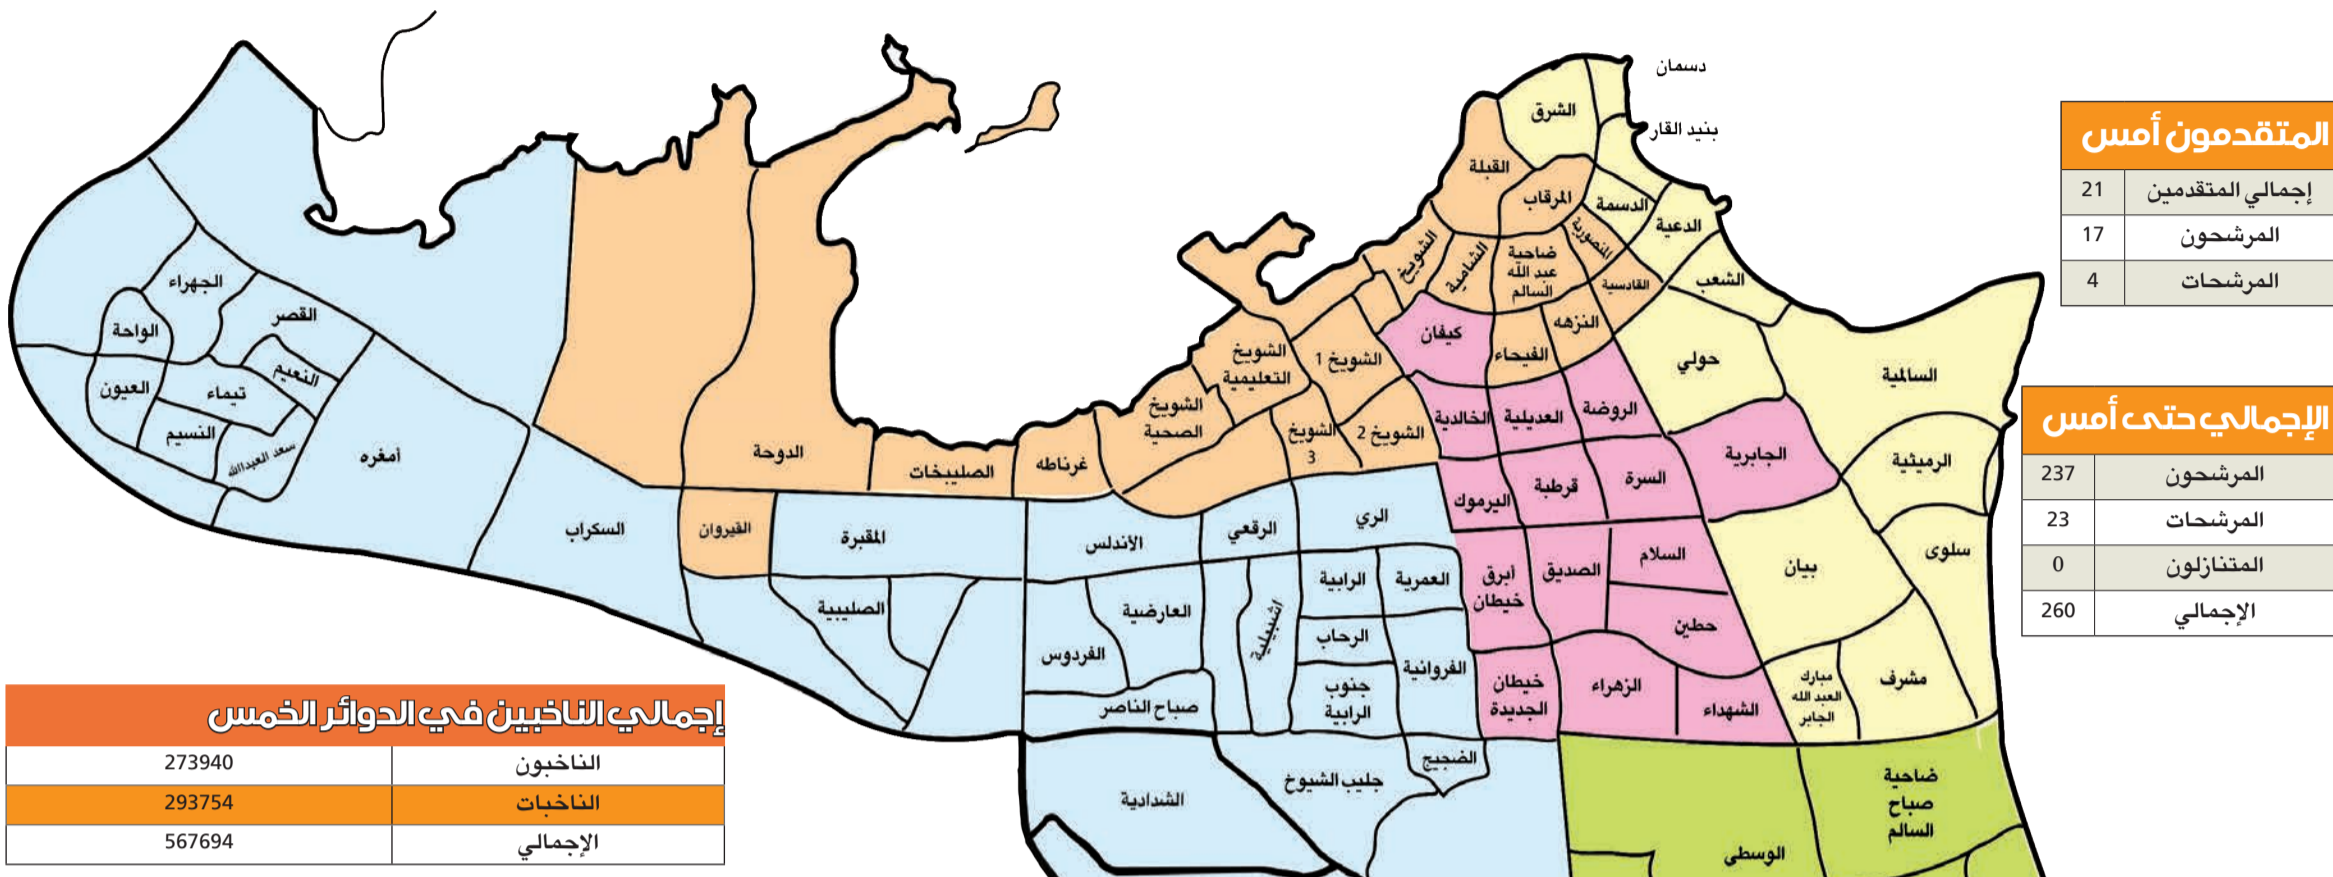 دسمان
الشرق
بنيد القار
القبلة
المرقاب
الدسمة
الدعية
المنصورية
الشويخ
الشامية
ضاحية
عبد الله
السالم
القادسية
الشعب
النزهه
كيفان
الفيحاء
حولي
السالمية
الشويخ
التعليمية
الشويخ 1
الشويخ
الصحية
الشويخ
3
الشويخ 2
الخالدية
العديلية
الروضة
الجابرية
الرميثية
اليرموك
قرطبة
السرة
سلوى
بيان
السلام
الصديق
أبرق
خيطان
حطين
خيطان
الجديدة
الزهراء
الشهداء
مبارك
العبد الله
الجابر
مشرف
ضاحية
صباح
السالم
الوسطى
الجهراء
القصر
الواحة
النعيم
العيون
تيماء
النسيم
سعد العبدالله
أمغره
الدوحة
الصليبخات
غرناطه
السكراب
القيروان
المقبرة
الأندلس
الرقعي
الري
الصليبية
العارضية
الفردوس
صباح الناصر
اشبيلية
الرابية
العمرية
الرحاب
الفروانية
جنوب
الرابية
الضجيج
جليب الشيوخ
الشدادية
المتقدمون أمس
إجمالي المتقدمين 21
المرشحون 17
المرشحات 4
الإجمالي حتى أمس
المرشحون 237
المرشحات 23
المتنازلون 0
الإجمالي 260
إجمالي الناخبين في الدوائر الخمس
الناخبون 273940
الناخبات 293754
الإجمالي 567694